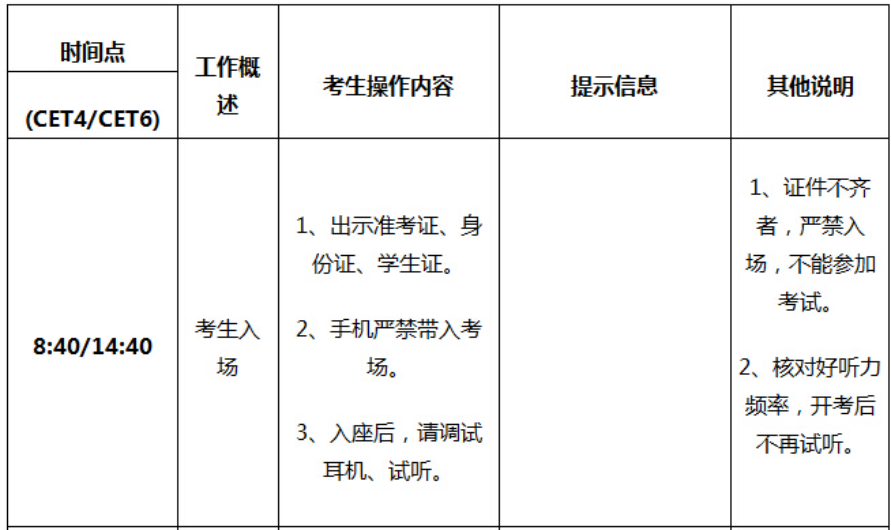 时间点
(CET4/CET6)
工作概
述
考生操作内容
提示信息
其他说明
8:40/14:40
考生入
场
1、出示准考证、身
份证、学生证。
2、手机严禁带入考
场。
3、入座后，请调试
耳机、试听。
1、证件不齐
者，严禁入
场，不能参加
考试。
2、核对好听力
频率，开考后
不再试听。